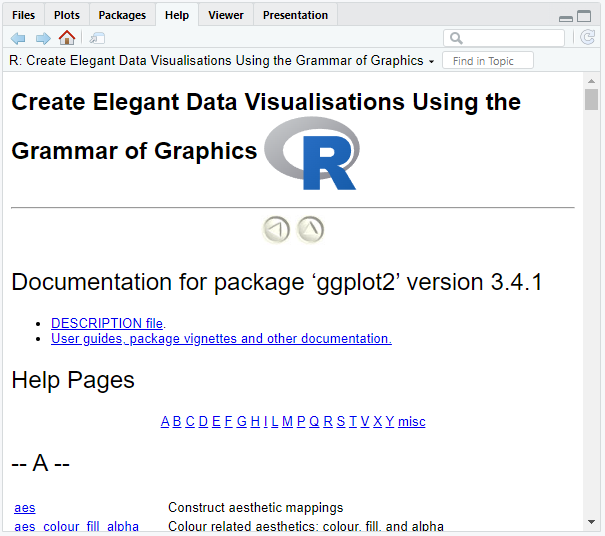 Files Plots Packages Help Viewer Presentation
R: Create Elegant Data Visualisations Using the Grammar of Graphics Find in Topic
Create Elegant Data Visualisations Using the
Grammar of Graphics R
Documentation for package ‘ggplot2’ version 3.4.1
DESCRIPTION file.
User guides, package vignettes and other documentation.
Help Pages
A B C D E F G H I L M P Q R S T V X Y misc
-- A --
aes Construct aesthetic mappings
aes_colour_fill_alpha Colour related aesthetics: colour, fill, and alpha